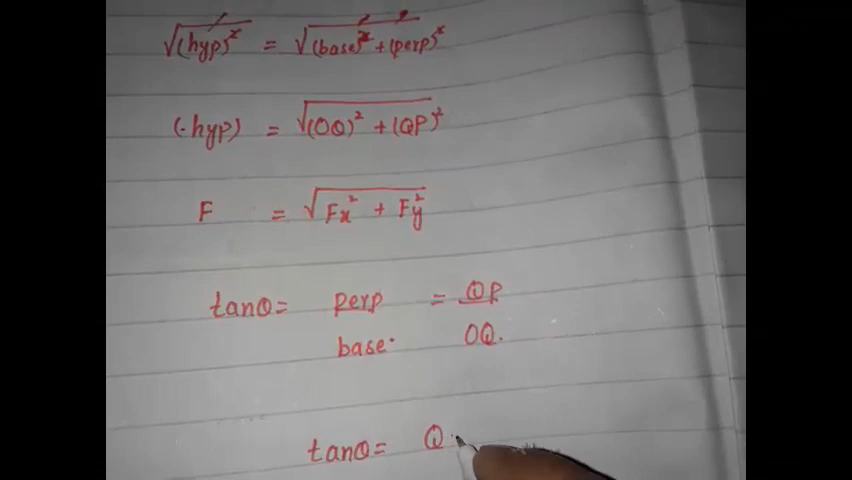 √(hyp)² = √(base)² + (perp)²
(hyp) = √(OQ)² + (QP)²
F = √Fx² + Fy²
tanθ = perp = QP
base OQ.
tanθ = Q